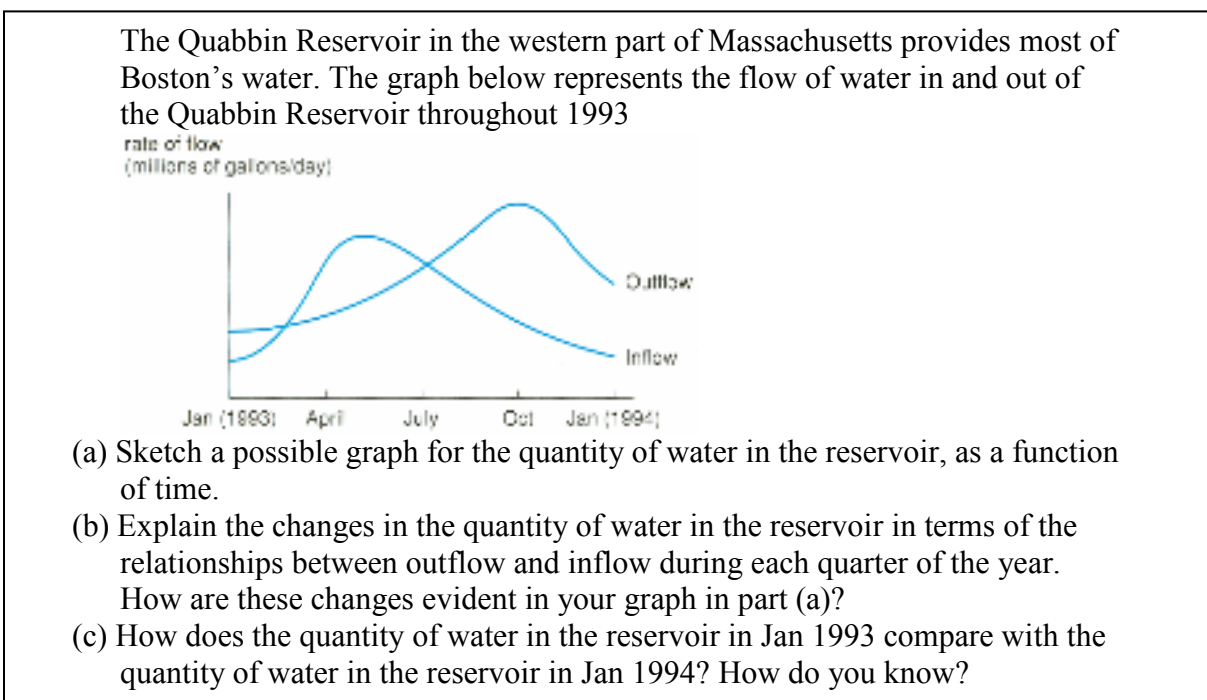 The Quabbin Reservoir in the western part of Massachusetts provides most of
Boston's water. The graph below represents the flow of water in and out of
the Quabbin Reservoir throughout 1993
rate of flow
(millions of gallons/day)
Outflow
Inflow
Jan (1993) April July Oct Jan (1994)
(a) Sketch a possible graph for the quantity of water in the reservoir, as a function
of time.
(b) Explain the changes in the quantity of water in the reservoir in terms of the
relationships between outflow and inflow during each quarter of the year.
How are these changes evident in your graph in part (a)?
(c) How does the quantity of water in the reservoir in Jan 1993 compare with the
quantity of water in the reservoir in Jan 1994? How do you know?